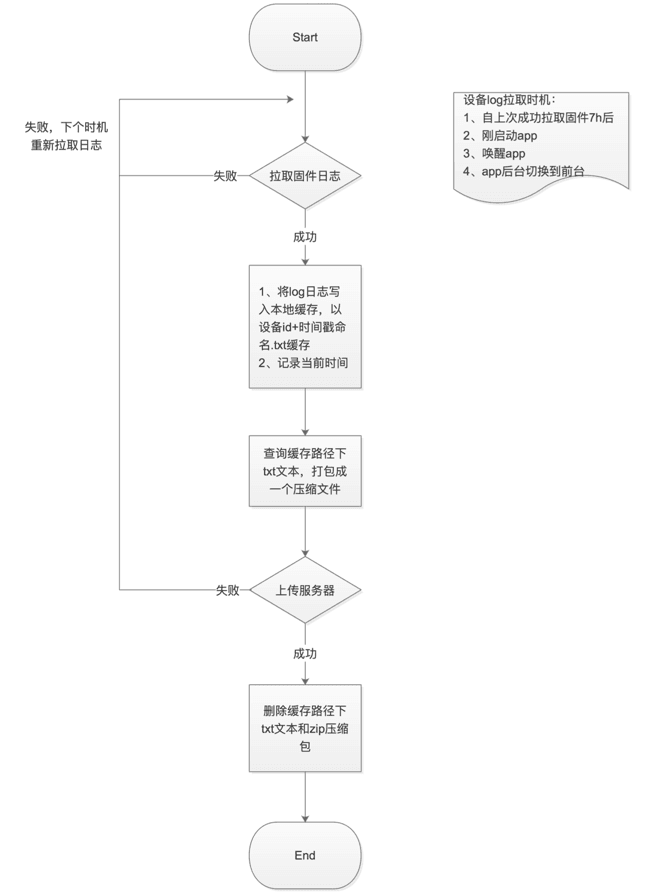 Start
失败，下个时机
重新拉取日志
设备log拉取时机：
1、自上次成功拉取固件7h后
2、刚启动app
3、唤醒app
4、app后台切换到前台
失败
拉取固件日志
成功
1、将log日志写
入本地缓存，以
设备id+时间戳命
名.txt缓存
2、记录当前时间
查询缓存路径下
txt文本，打包成
一个压缩文件
失败
上传服务器
成功
删除缓存路径下
txt文本和zip压缩
包
End